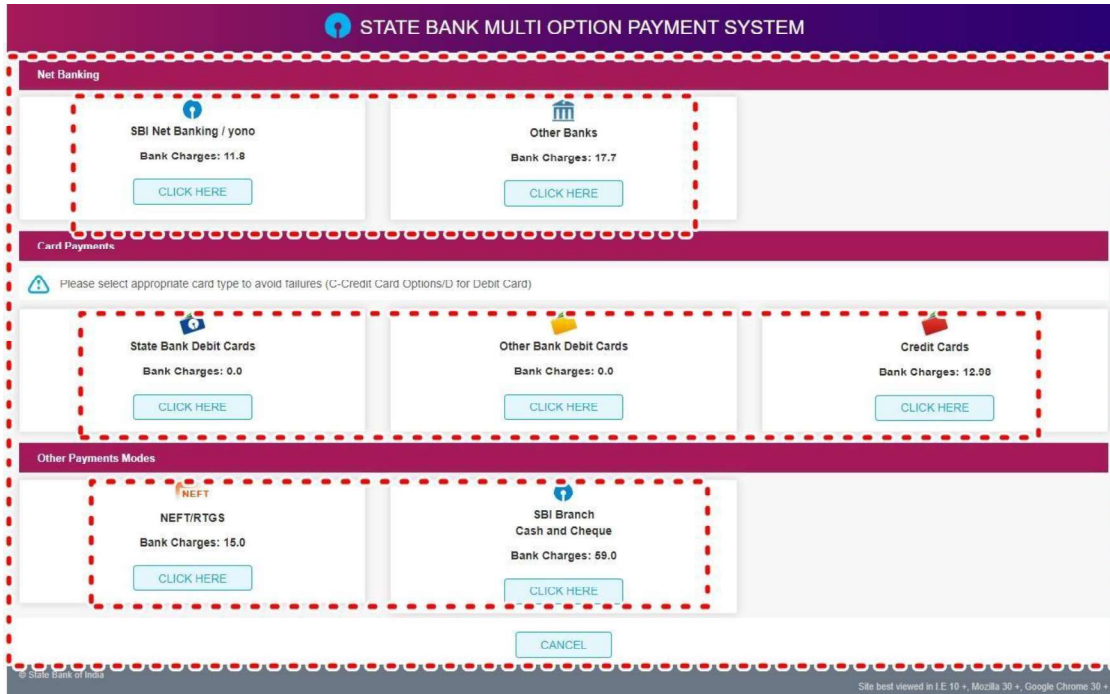 STATE BANK MULTI OPTION PAYMENT SYSTEM
Net Banking
SBI Net Banking / yono
Bank Charges: 11.8
CLICK HERE
Other Banks
Bank Charges: 17.7
CLICK HERE
Card Payments
Please select appropriate card type to avoid failures (C-Credit Card Options/D for Debit Card)
State Bank Debit Cards
Bank Charges: 0.0
CLICK HERE
Other Bank Debit Cards
Bank Charges: 0.0
CLICK HERE
Credit Cards
Bank Charges: 12.98
CLICK HERE
Other Payments Modes
NEFT
NEFT/RTGS
Bank Charges: 15.0
CLICK HERE
SBI Branch
Cash and Cheque
Bank Charges: 59.0
CLICK HERE
CANCEL
© State Bank of India
Site best viewed in I.E 10 +, Mozilla 30 +, Google Chrome 30 +